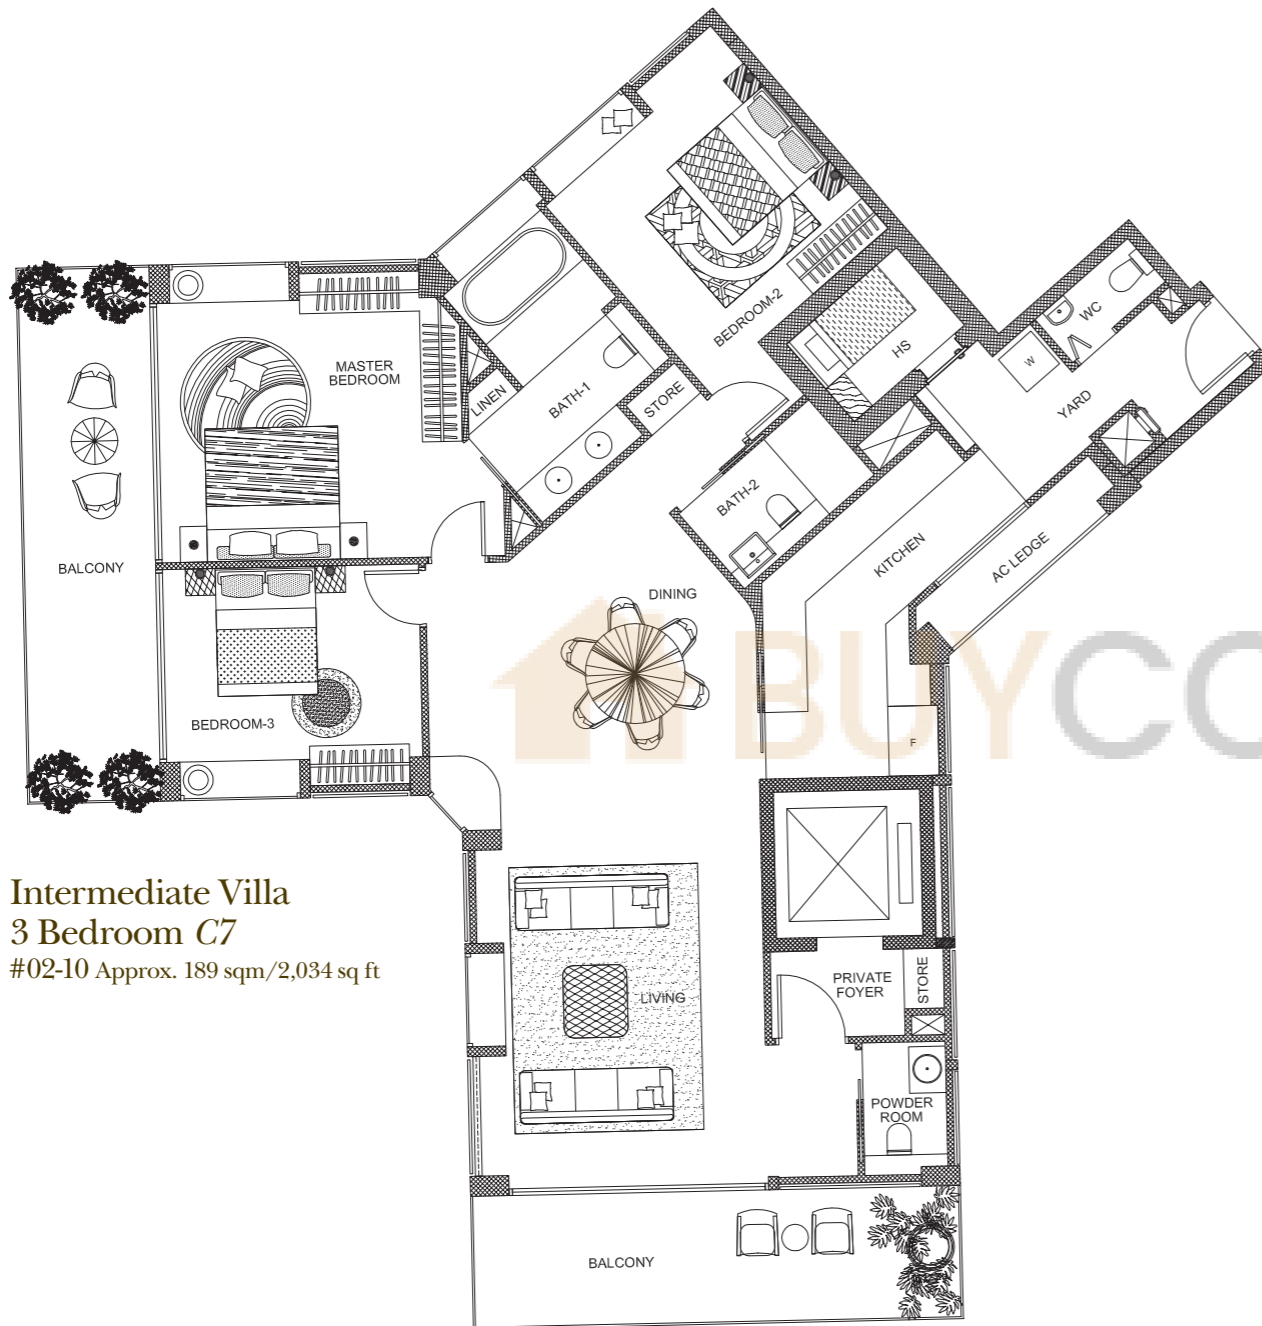 BEDROOM-2
WC
HS
W
YARD
MASTER
BEDROOM
LINEN
BATH-1
STORE
BATH-2
KITCHEN
AC LEDGE
BALCONY
DINING
BEDROOM-3
F
BUYCO
Intermediate Villa
3 Bedroom C7
#02-10 Approx. 189 sqm/2,034 sq ft
PRIVATE
FOYER
STORE
LIVING
POWDER
ROOM
BALCONY